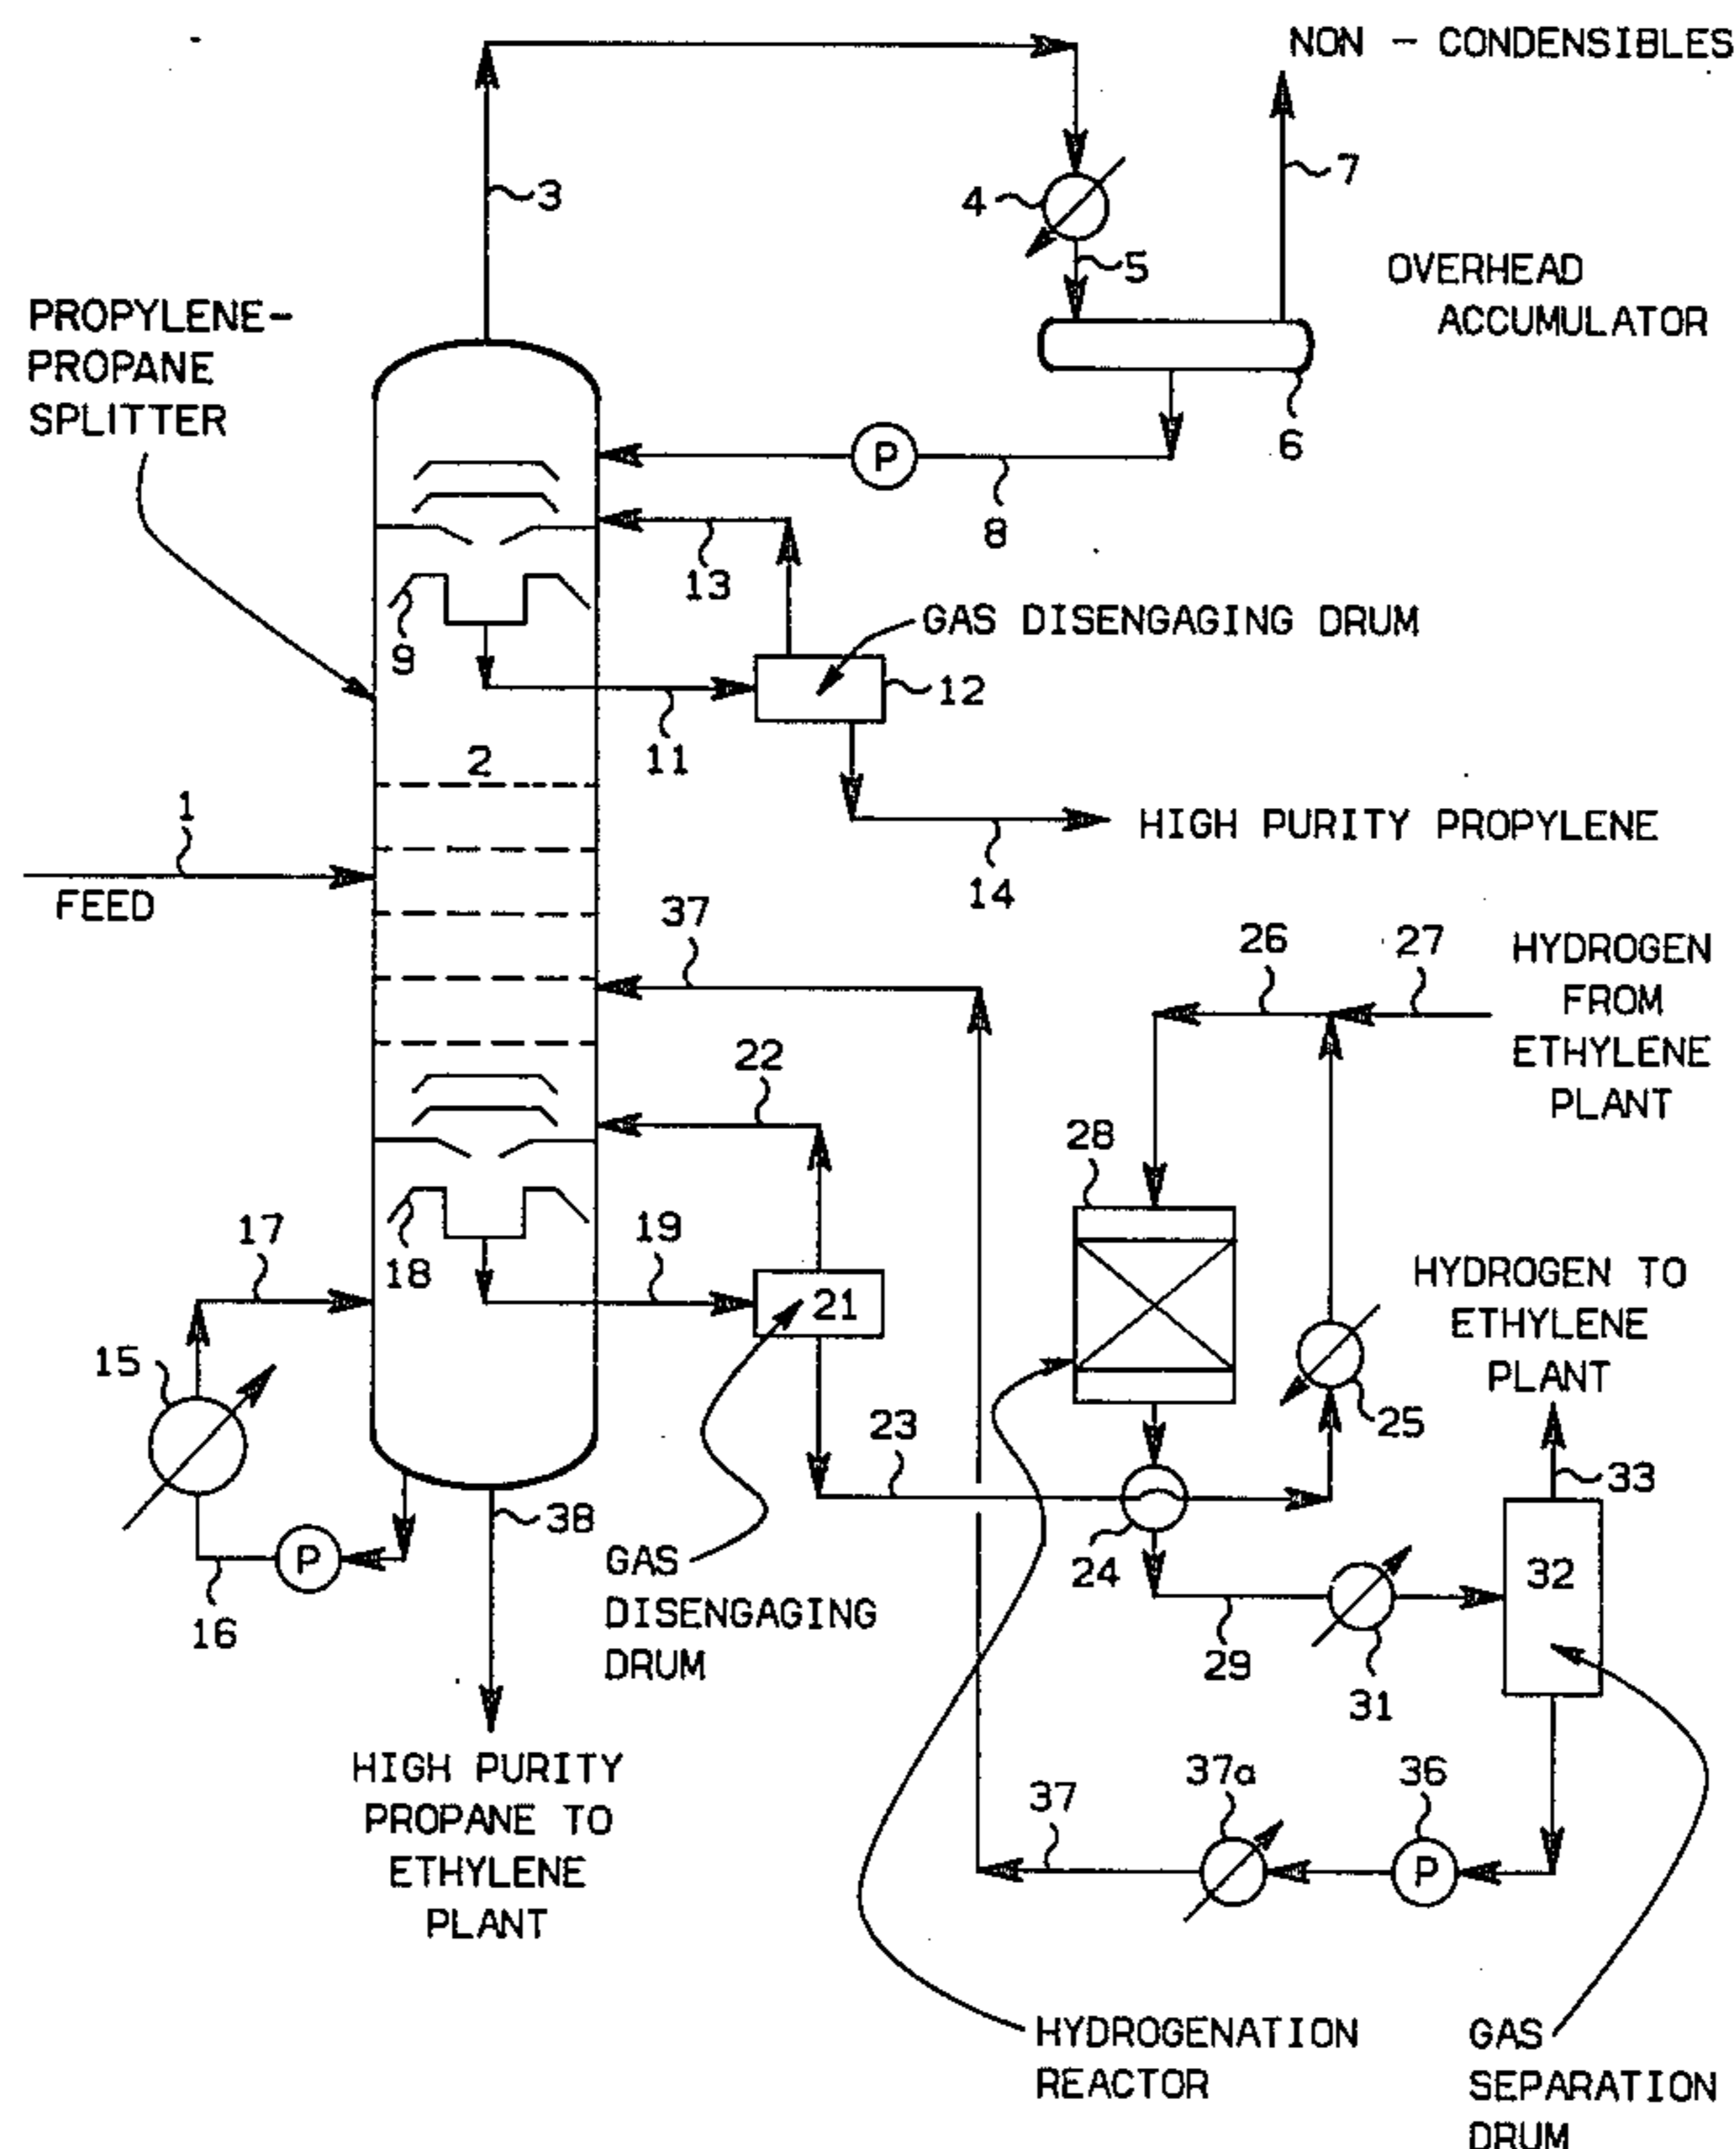 NON - CONDENSIBLES
3
4
7
5
OVERHEAD
ACCUMULATOR
PROPYLENE-
PROPANE
SPLITTER
6
P
8
13
9
GAS DISENGAGING DRUM
12
11
2
HIGH PURITY PROPYLENE
14
1
FEED
37
26
27
HYDROGEN
FROM
ETHYLENE
PLANT
22
28
17
18
19
21
HYDROGEN TO
ETHYLENE
PLANT
15
25
23
33
38
24
P
16
GAS
DISENGAGING
DRUM
32
29
31
HIGH PURITY
PROPANE TO
ETHYLENE
PLANT
37
37a
36
P
HYDROGENATION
REACTOR
GAS
SEPARATION
DRUM